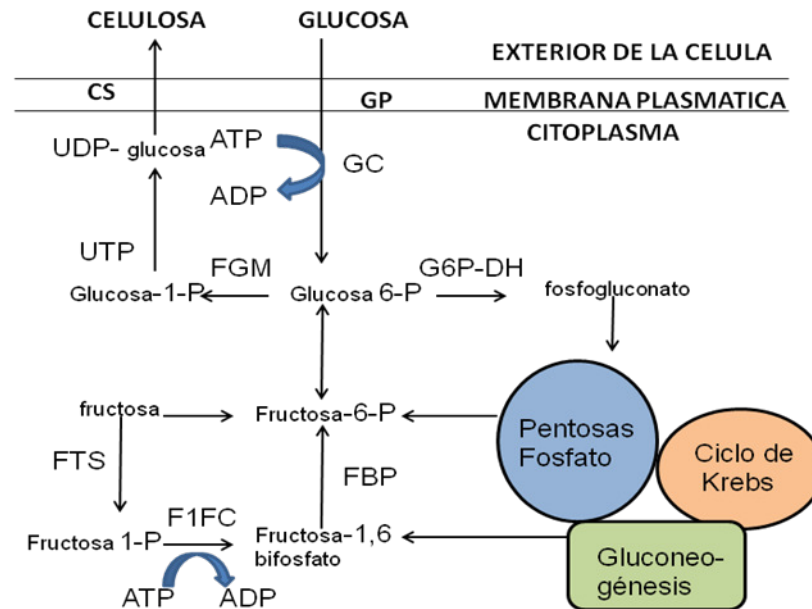 CELULOSA
GLUCOSA
EXTERIOR DE LA CELULA
CS
GP
MEMBRANA PLASMATICA
CITOPLASMA
UDP- glucosa
ATP
GC
ADP
UTP
FGM
G6P-DH
Glucosa-1-P
Glucosa 6-P
fosfogluconato
fructosa
Fructosa-6-P
Pentosas
Fosfato
Ciclo de
Krebs
FTS
FBP
F1FC
Fructosa 1-P
Fructosa-1,6
bifosfato
Gluconeo-
génesis
ATP
ADP